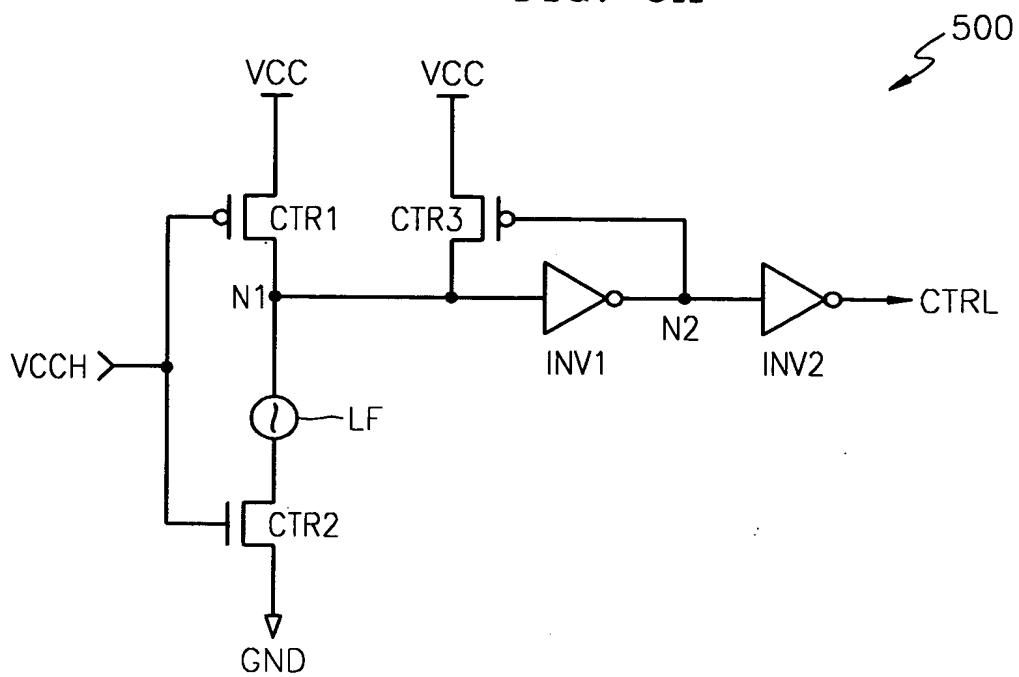 500
VCC
VCC
CTR1
CTR3
N1
N2
CTRL
VCCH
INV1
INV2
LF
CTR2
GND